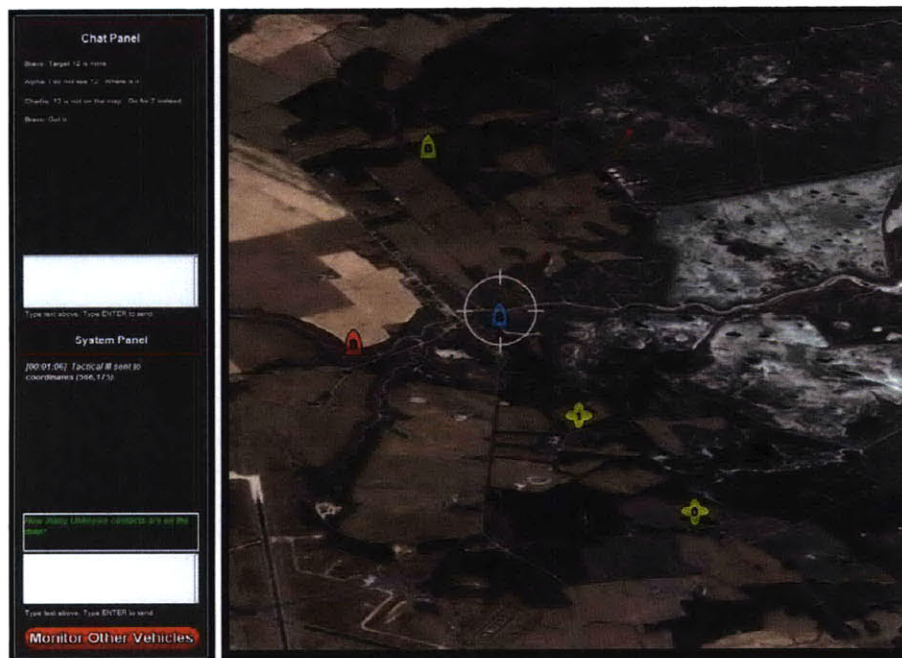 Chat Panel
Bravo: Target 12 is mine
Alpha: I do not see 12. Where is it
Charlie: 12 is not on the map. Go for 7 instead
Bravo: Got it
Type text above. Type ENTER to send.
System Panel
[00:01:06] Tactical III sent to
coordinates
How many Unknown contacts are on the
map?
Type text above. Type ENTER to send.
Monitor Other Vehicles